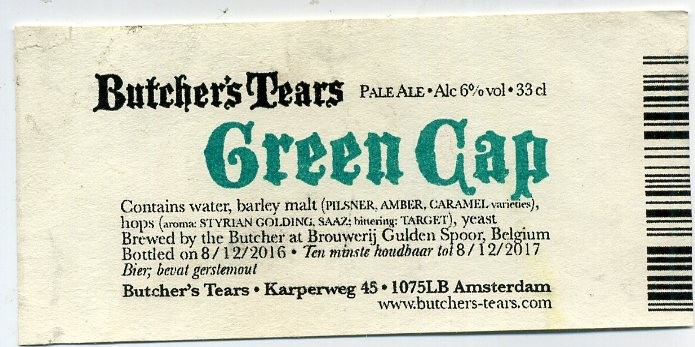 Butcher's Tears PALE ALE • Alc 6% vol • 33 cl
Green Cap
Contains water, barley malt (PILSNER, AMBER, CARAMEL varieties),
hops (aroma: STYRIAN GOLDING, SAAZ; bittering: TARGET), yeast
Brewed by the Butcher at Brouwerij Gulden Spoor, Belgium
Bottled on 8/12/2016 • Ten minste houdbaar tot 8/12/2017
Bier; bevat gerstemout
Butcher's Tears • Karperweg 45 • 1075LB Amsterdam
www.butchers-tears.com